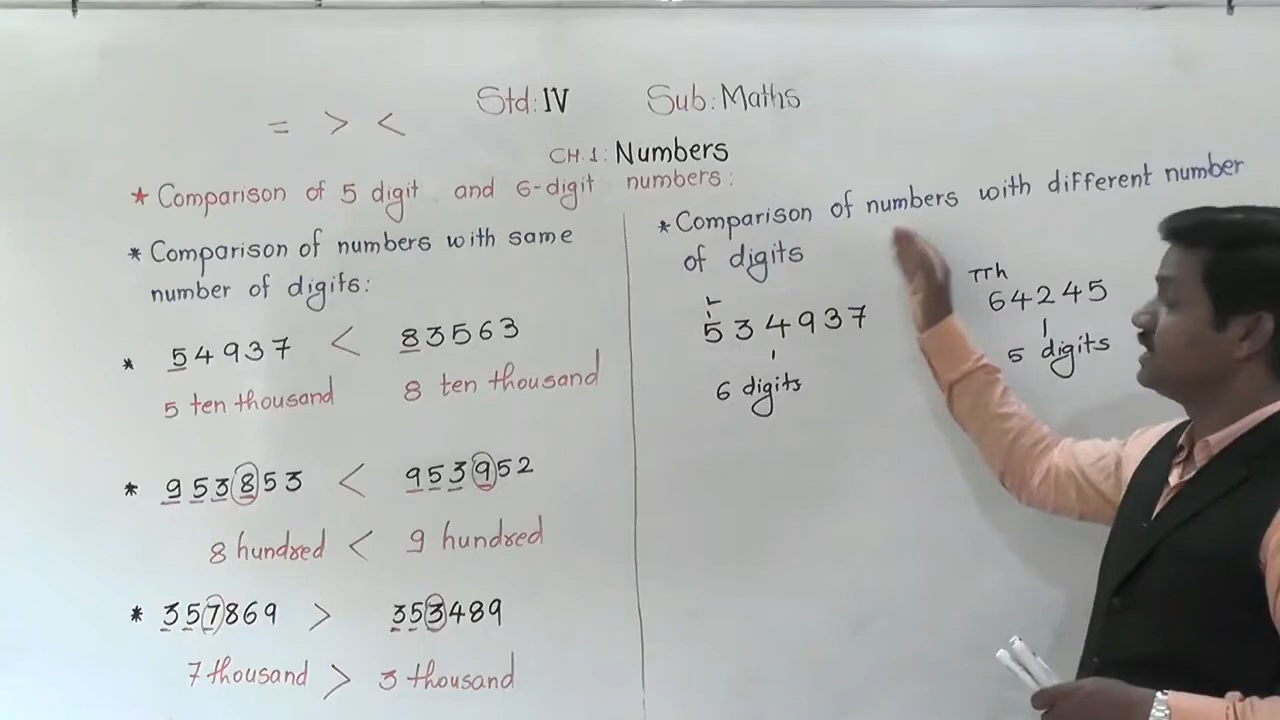 Std: IV Sub: Maths
= > <
CH.1: Numbers
* Comparison of 5 digit and 6-digit numbers:
* Comparison of numbers with same
number of digits:
* 54937 < 83563
5 ten thousand 8 ten thousand
* 953853 < 953952
8 hundred < 9 hundred
* 357869 > 353489
7 thousand > 3 thousand
* Comparison of numbers with different number
of digits
L TTh
534937 64245
6 digits 5 digits